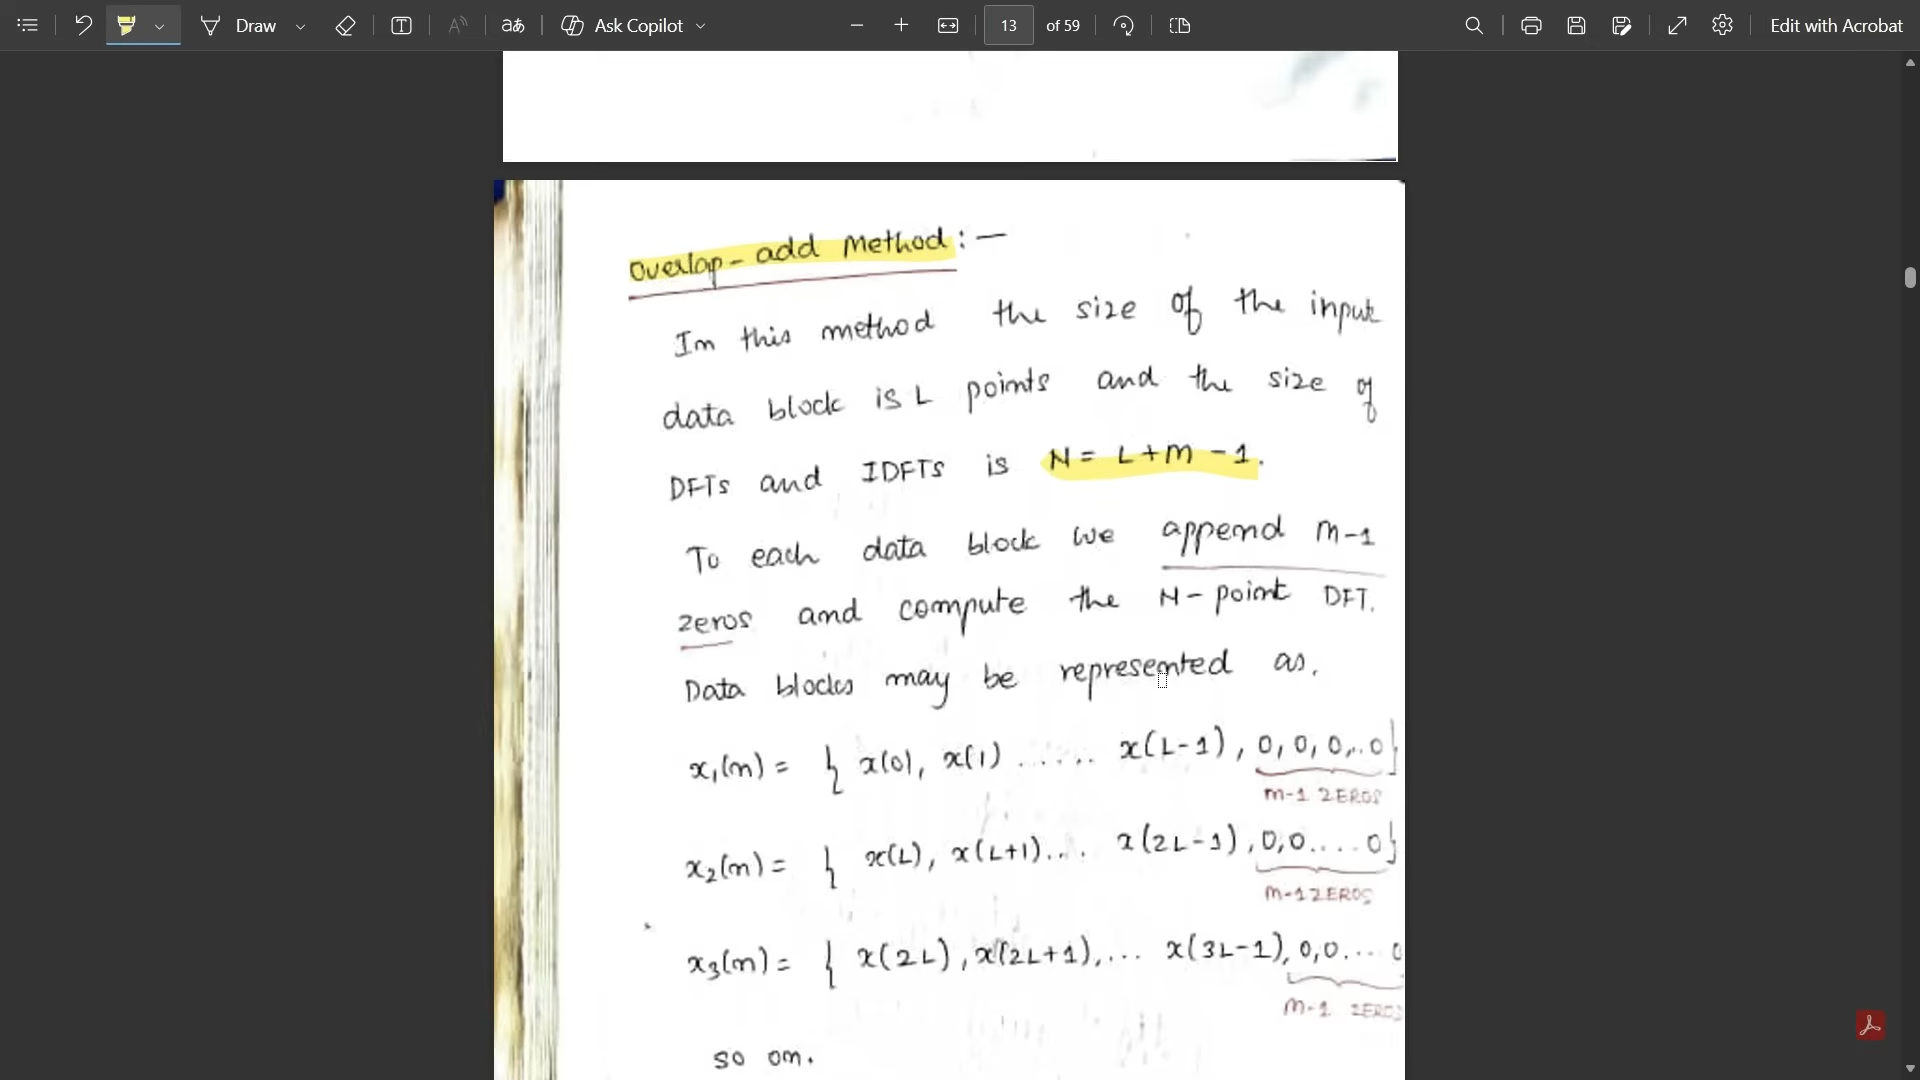 Draw
Ask Copilot
13 of 59
Edit with Acrobat
Overlap-add Method:-
In this method the size of the input
data block is L points and the size of
DFTs and IDFTs is N = L+M-1.
To each data block we append M-1
zeros and compute the N-point DFT.
Data blocks may be represented as.
x₁(n) = { x(0), x(1) ...... x(L-1), 0, 0, 0,..0}
M-1 ZEROS
x₂(n) = { x(L), x(L+1).... x(2L-1), 0,0....0}
M-1 ZEROS
x₃(n) = { x(2L), x(2L+1),... x(3L-1), 0,0...0
M-1 ZEROS
so on.